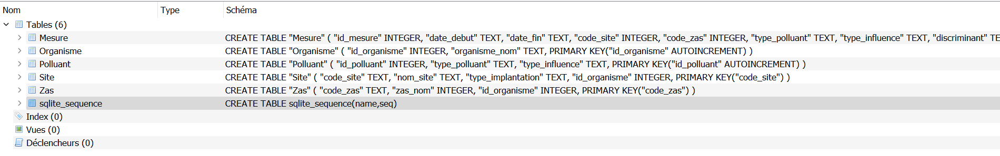 Nom Type Schéma
Tables (6)
Mesure CREATE TABLE "Mesure" ( "id_mesure" INTEGER, "date_debut" TEXT, "date_fin" TEXT, "code_site" INTEGER, "code_zas" INTEGER, "type_polluant" TEXT, "type_influence" TEXT, "discriminant" TE
Organisme CREATE TABLE "Organisme" ( "id_organisme" INTEGER, "organisme_nom" TEXT, PRIMARY KEY("id_organisme" AUTOINCREMENT) )
Polluant CREATE TABLE "Polluant" ( "id_polluant" INTEGER, "type_polluant" TEXT, "type_influence" TEXT, PRIMARY KEY("id_polluant" AUTOINCREMENT) )
Site CREATE TABLE "Site" ( "code_site" TEXT, "nom_site" TEXT, "type_implantation" TEXT, "id_organisme" INTEGER, PRIMARY KEY("code_site") )
Zas CREATE TABLE "Zas" ( "code_zas" TEXT, "zas_nom" INTEGER, "id_organisme" INTEGER, PRIMARY KEY("code_zas") )
sqlite_sequence CREATE TABLE sqlite_sequence(name,seq)
Index (0)
Vues (0)
Déclencheurs (0)